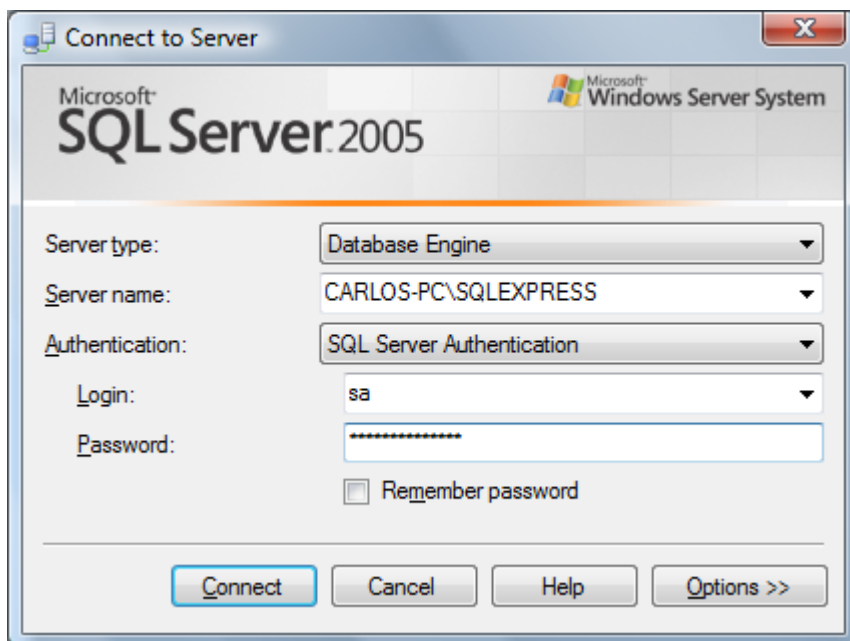 Connect to Server
Microsoft
SQL Server 2005
Microsoft
Windows Server System
Server type: Database Engine
Server name: CARLOS-PC\SQLEXPRESS
Authentication: SQL Server Authentication
Login: sa
Password: **************
Remember password
Connect Cancel Help Options >>